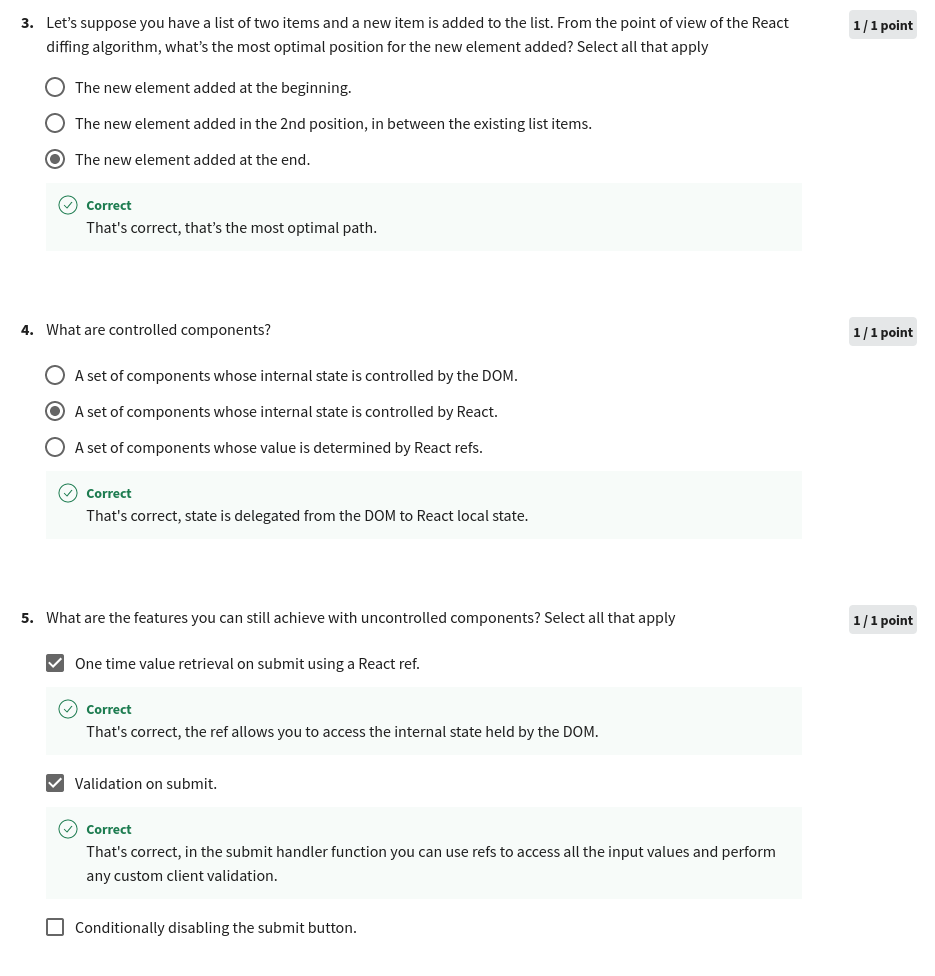 3. Let’s suppose you have a list of two items and a new item is added to the list. From the point of view of the React
1 / 1 point
diffing algorithm, what’s the most optimal position for the new element added? Select all that apply
The new element added at the beginning.
The new element added in the 2nd position, in between the existing list items.
The new element added at the end.
Correct
That's correct, that’s the most optimal path.
4. What are controlled components?
1 / 1 point
A set of components whose internal state is controlled by the DOM.
A set of components whose internal state is controlled by React.
A set of components whose value is determined by React refs.
Correct
That's correct, state is delegated from the DOM to React local state.
5. What are the features you can still achieve with uncontrolled components? Select all that apply
1 / 1 point
One time value retrieval on submit using a React ref.
Correct
That's correct, the ref allows you to access the internal state held by the DOM.
Validation on submit.
Correct
That's correct, in the submit handler function you can use refs to access all the input values and perform
any custom client validation.
Conditionally disabling the submit button.